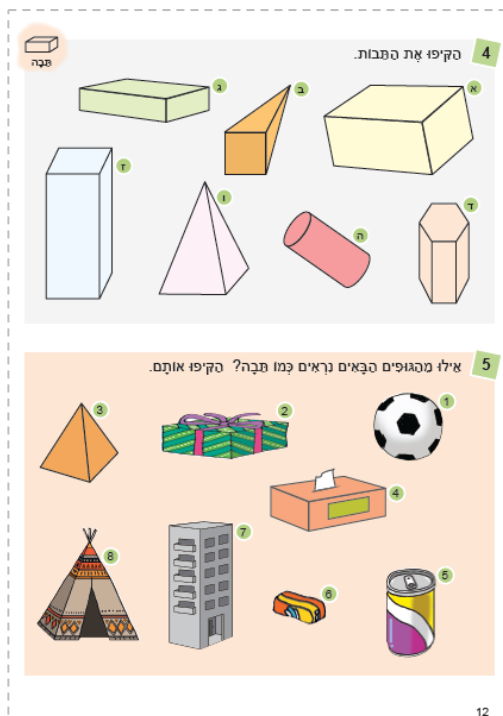 תֵּבָה
4 הַקִּיפוּ אֶת הַתֵּבוֹת.
א
ב
ג
ד
ה
ו
ז
5 אֵילוּ מֵהַגּוּפִים הַבָּאִים נִרְאִים כְּמוֹ תֵּבָה? הַקִּיפוּ אוֹתָם.
1
2
3
4
5
6
7
8
12